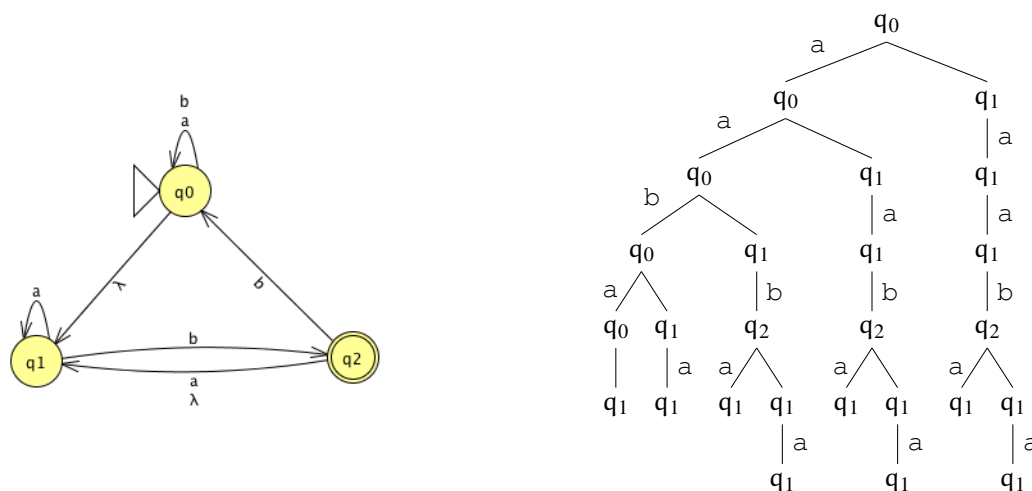 b
a
q0
λ
b
a
q1
b
q2
a
λ
q₀
a
q₀ q₁
a a
q₀ q₁ q₁
b a a
q₀ q₁ q₁ q₁
a b b b
q₀ q₁ q₂ q₂ q₂
a a a a
q₁ q₁ q₁ q₁ q₁ q₁ q₁ q₁
a a a
q₁ q₁ q₁